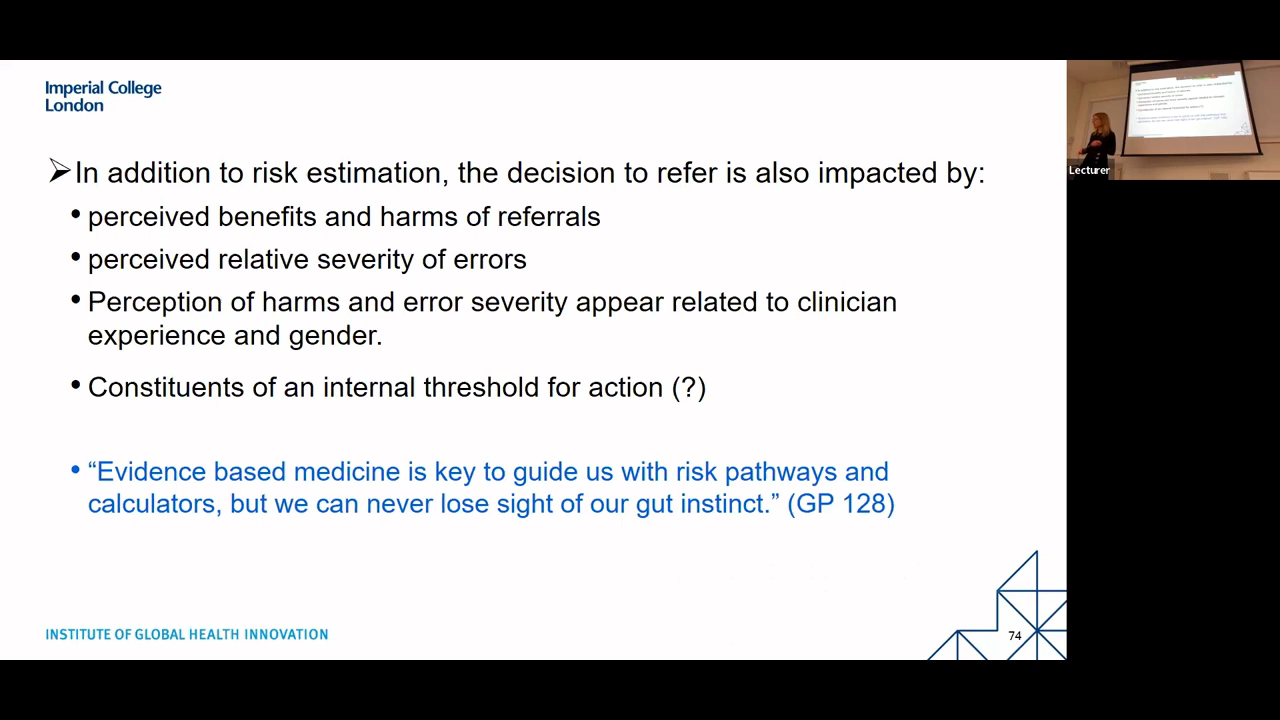 Imperial College
London
➢In addition to risk estimation, the decision to refer is also impacted by:
• perceived benefits and harms of referrals
• perceived relative severity of errors
• Perception of harms and error severity appear related to clinician
experience and gender.
• Constituents of an internal threshold for action (?)
• “Evidence based medicine is key to guide us with risk pathways and
calculators, but we can never lose sight of our gut instinct.” (GP 128)
INSTITUTE OF GLOBAL HEALTH INNOVATION
74
Lecturer